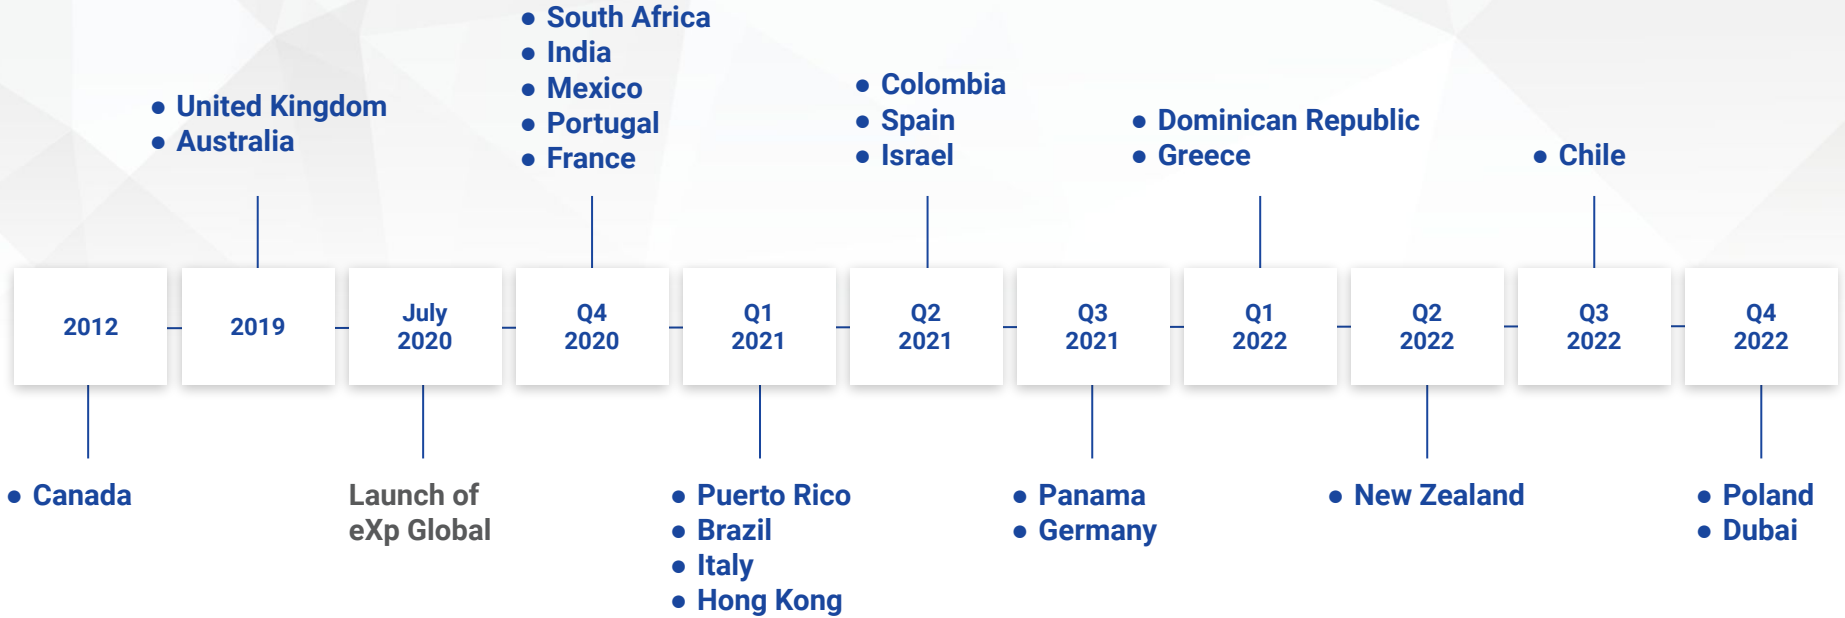 ● South Africa
● India
● Mexico
● Portugal
● France
● United Kingdom
● Australia
● Colombia
● Spain
● Israel
● Dominican Republic
● Greece
● Chile
2012
2019
July
2020
Q4
2020
Q1
2021
Q2
2021
Q3
2021
Q1
2022
Q2
2022
Q3
2022
Q4
2022
● Canada
Launch of
eXp Global
● Puerto Rico
● Brazil
● Italy
● Hong Kong
● Panama
● Germany
● New Zealand
● Poland
● Dubai